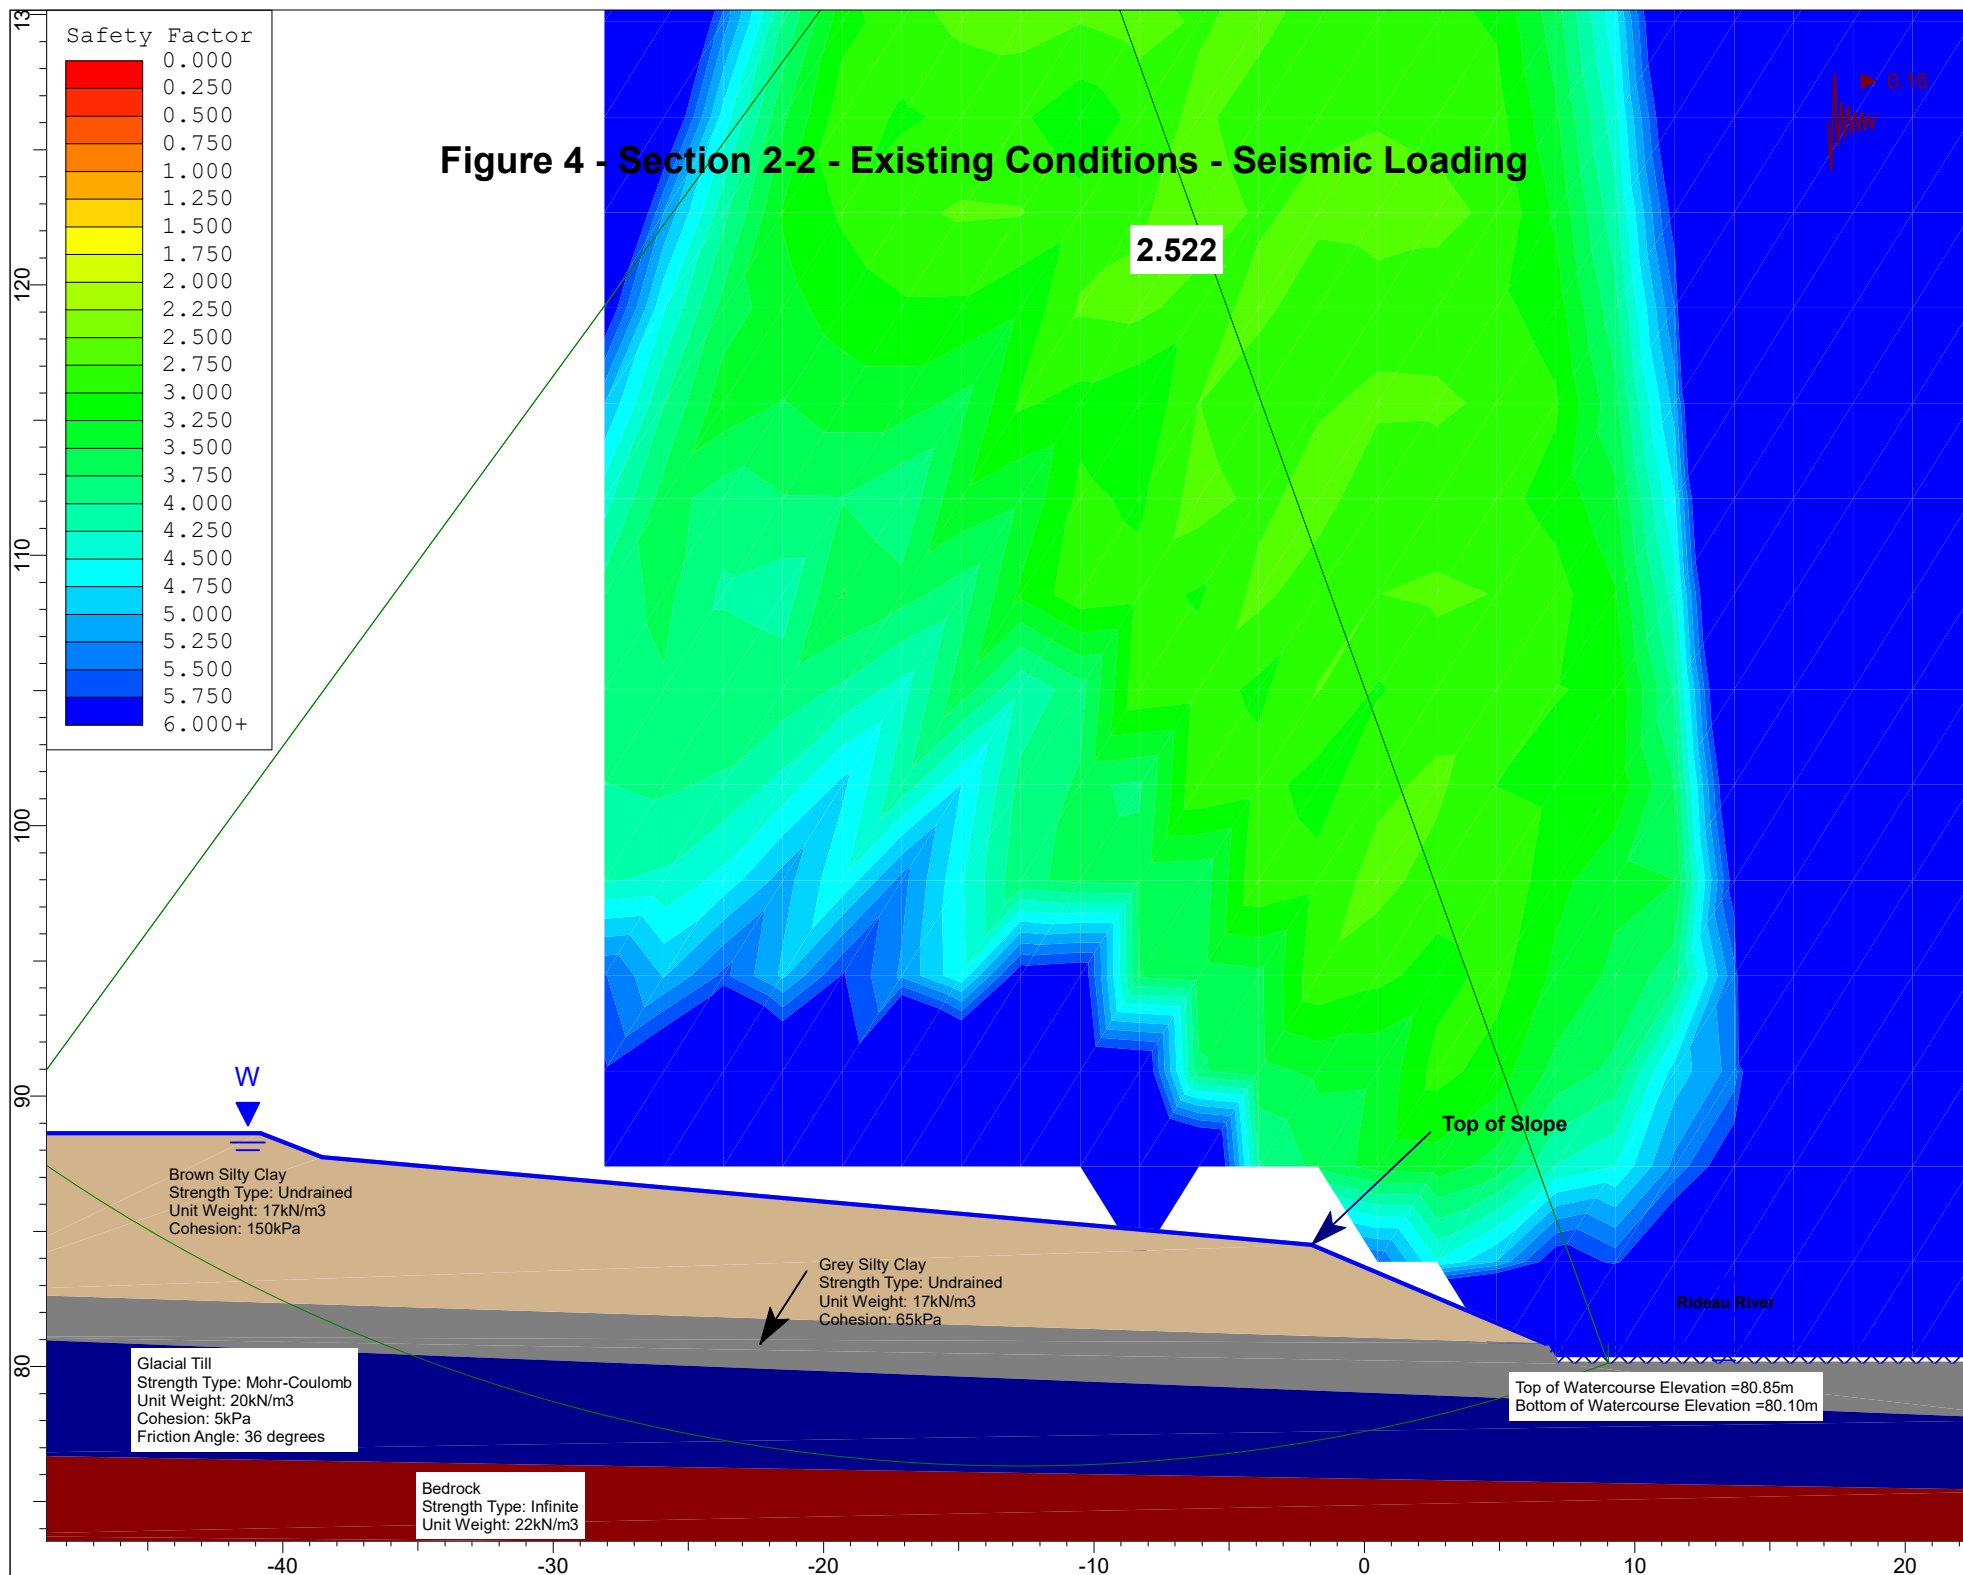 Safety Factor
0.000
0.250
0.500
0.750
1.000
1.250
1.500
1.750
2.000
2.250
2.500
2.750
3.000
3.250
3.500
3.750
4.000
4.250
4.500
4.750
5.000
5.250
5.500
5.750
6.000+
0.16
Figure 4 - Section 2-2 - Existing Conditions - Seismic Loading
2.522
13
120
110
100
90
80
W
Top of Slope
Brown Silty Clay
Strength Type: Undrained
Unit Weight: 17kN/m3
Cohesion: 150kPa
Grey Silty Clay
Strength Type: Undrained
Unit Weight: 17kN/m3
Cohesion: 65kPa
Rideau River
Glacial Till
Strength Type: Mohr-Coulomb
Unit Weight: 20kN/m3
Cohesion: 5kPa
Friction Angle: 36 degrees
Top of Watercourse Elevation =80.85m
Bottom of Watercourse Elevation =80.10m
Bedrock
Strength Type: Infinite
Unit Weight: 22kN/m3
-40 -30 -20 -10 0 10 20